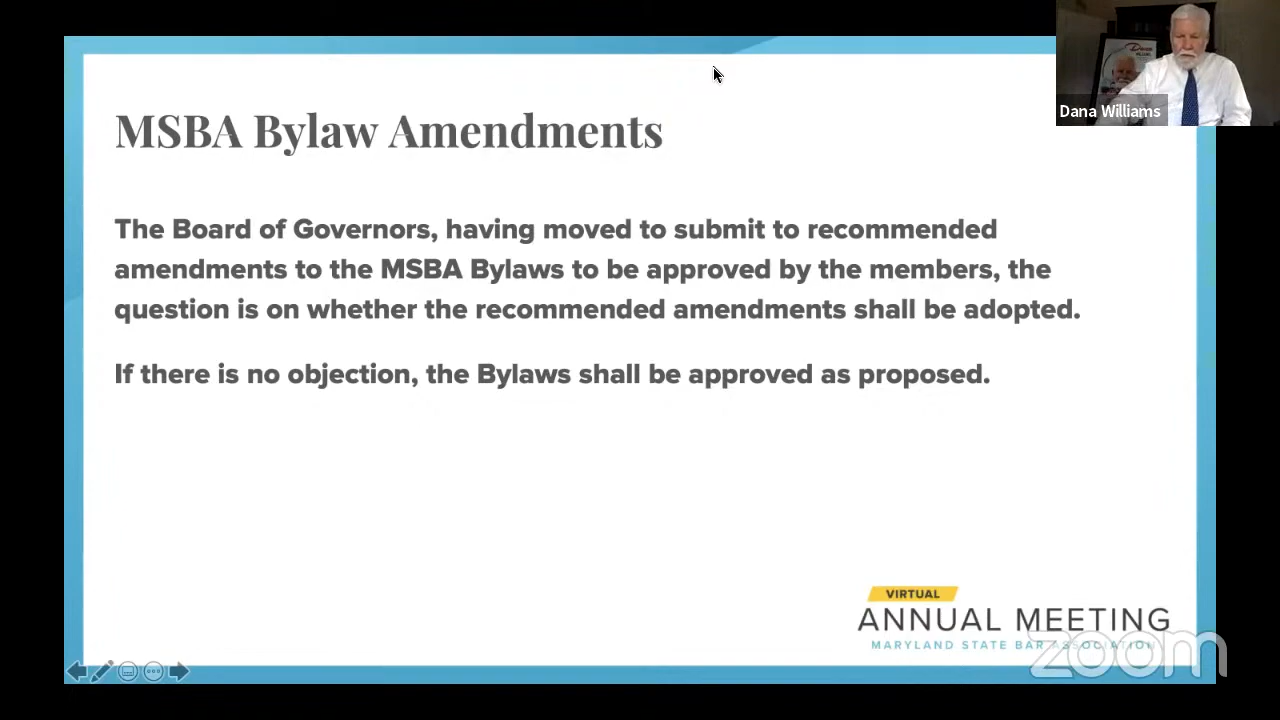 MSBA Bylaw Amendments
The Board of Governors, having moved to submit to recommended
amendments to the MSBA Bylaws to be approved by the members, the
question is on whether the recommended amendments shall be adopted.
If there is no objection, the Bylaws shall be approved as proposed.
Dana Williams
VIRTUAL
ANNUAL MEETING
MARYLAND STATE BAR ASSOCIATION
zoom